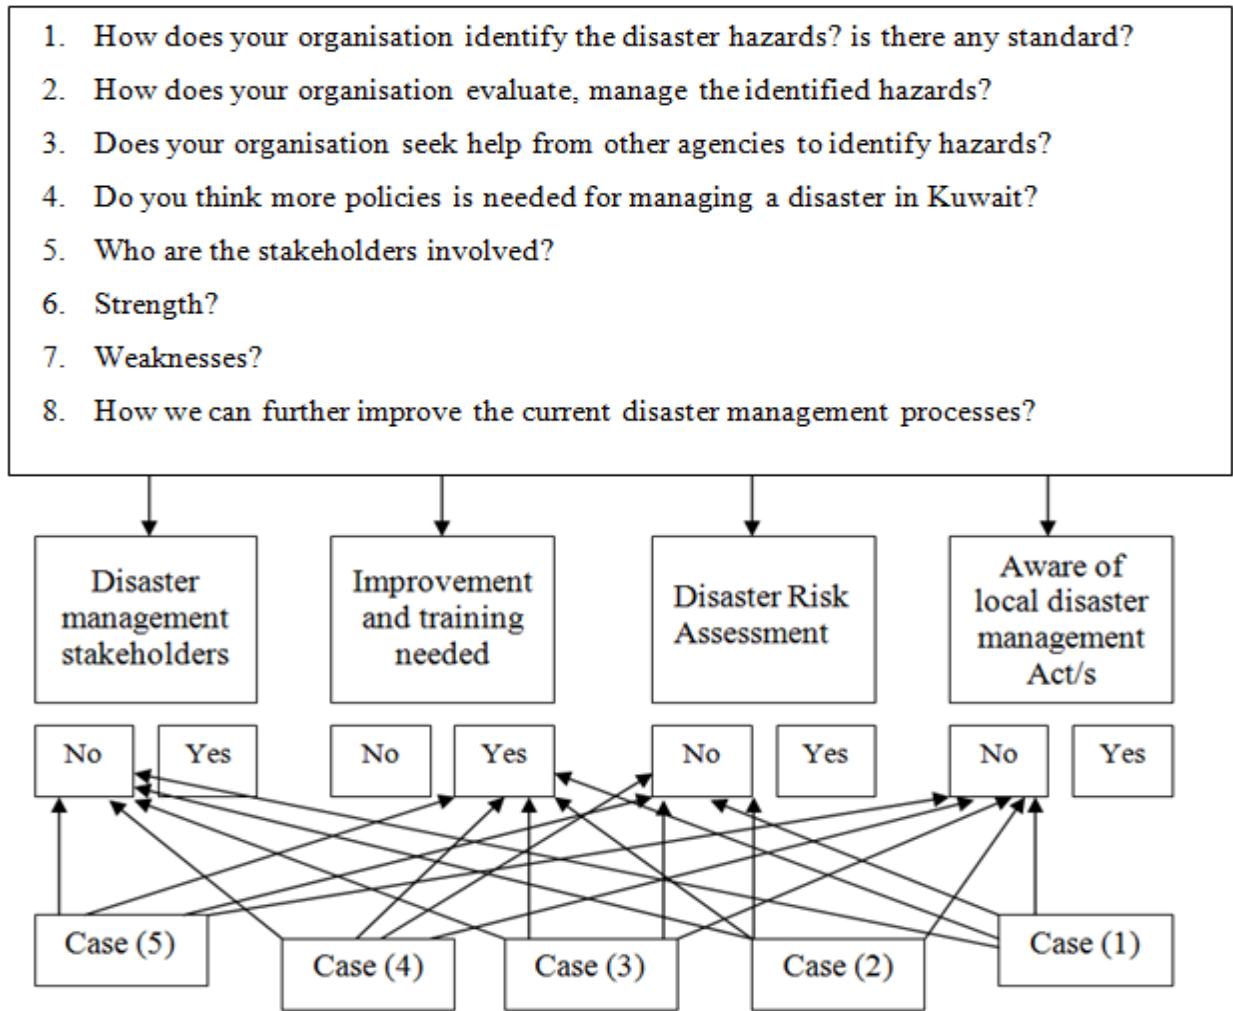 1. How does your organisation identify the disaster hazards? is there any standard?
2. How does your organisation evaluate, manage the identified hazards?
3. Does your organisation seek help from other agencies to identify hazards?
4. Do you think more policies is needed for managing a disaster in Kuwait?
5. Who are the stakeholders involved?
6. Strength?
7. Weaknesses?
8. How we can further improve the current disaster management processes?
Disaster
management
stakeholders
Improvement
and training
needed
Disaster Risk
Assessment
Aware of
local disaster
management
Act/s
No
Yes
No
Yes
No
Yes
No
Yes
Case (5)
Case (4)
Case (3)
Case (2)
Case (1)